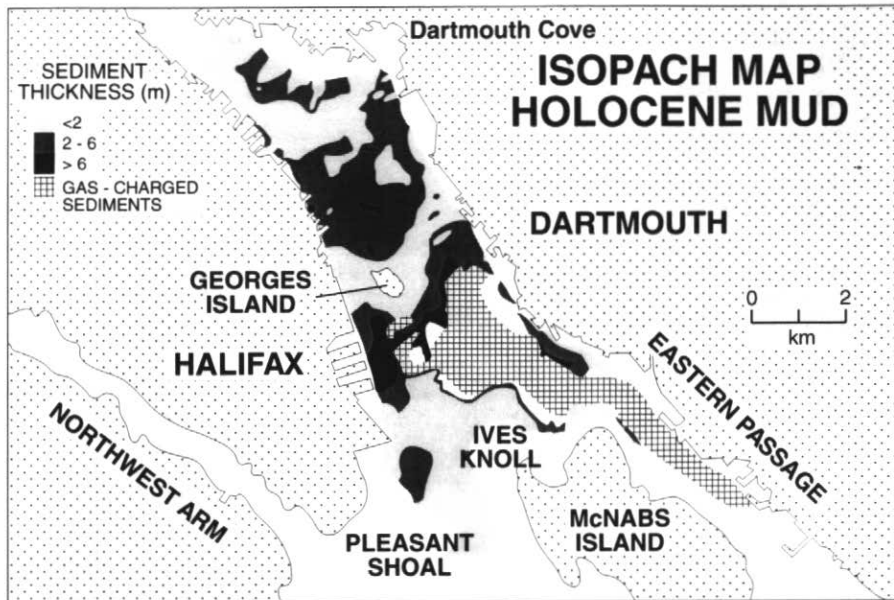 Dartmouth Cove
ISOPACH MAP
HOLOCENE MUD
SEDIMENT
THICKNESS (m)
<2
2 - 6
> 6
GAS - CHARGED
SEDIMENTS
DARTMOUTH
GEORGES
ISLAND
0 2
km
HALIFAX
EASTERN PASSAGE
NORTHWEST ARM
IVES
KNOLL
McNABS
ISLAND
PLEASANT
SHOAL